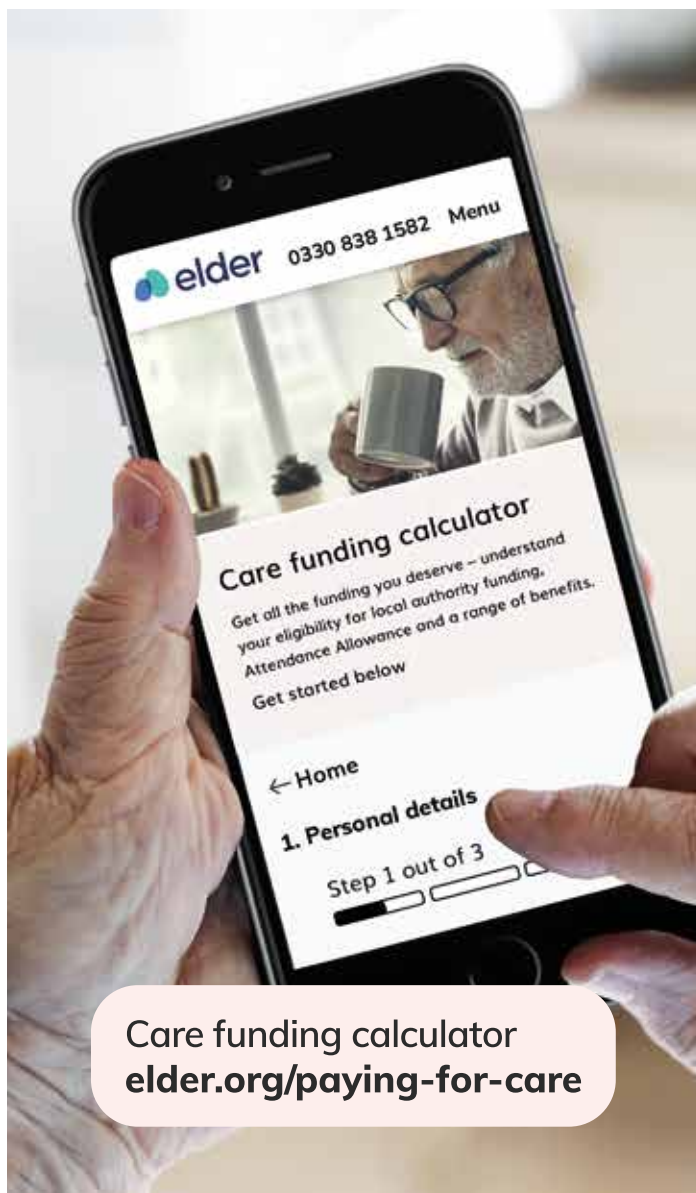 elder 0330 838 1582 Menu
Care funding calculator
Get all the funding you deserve – understand
your eligibility for local authority funding,
Attendance Allowance and a range of benefits.
Get started below
← Home
1. Personal details
Step 1 out of 3
Care funding calculator
elder.org/paying-for-care